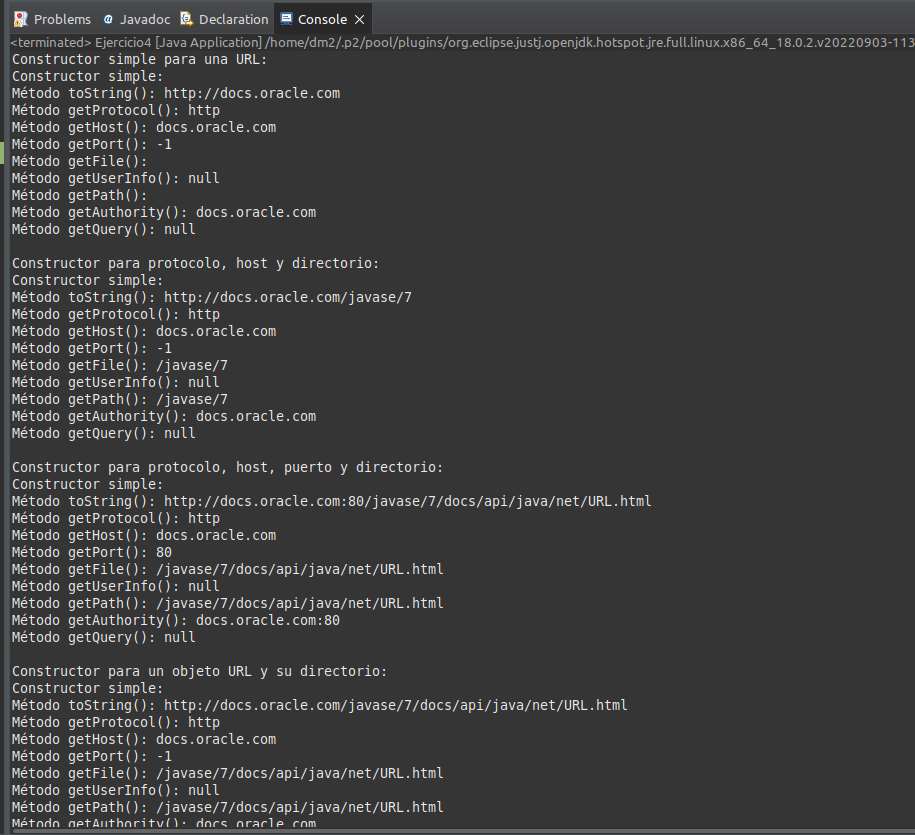 Problems Javadoc Declaration Console
<terminated> Ejercicio4 [Java Application] /home/dm2/.p2/pool/plugins/org.eclipse.justj.openjdk.hotspot.jre.full.linux.x86_64_18.0.2.v20220903-113
Constructor simple para una URL:
Constructor simple:
Método toString(): http://docs.oracle.com
Método getProtocol(): http
Método getHost(): docs.oracle.com
Método getPort(): -1
Método getFile():
Método getUserInfo(): null
Método getPath():
Método getAuthority(): docs.oracle.com
Método getQuery(): null
Constructor para protocolo, host y directorio:
Constructor simple:
Método toString(): http://docs.oracle.com/javase/7
Método getProtocol(): http
Método getHost(): docs.oracle.com
Método getPort(): -1
Método getFile(): /javase/7
Método getUserInfo(): null
Método getPath(): /javase/7
Método getAuthority(): docs.oracle.com
Método getQuery(): null
Constructor para protocolo, host, puerto y directorio:
Constructor simple:
Método toString(): http://docs.oracle.com:80/javase/7/docs/api/java/net/URL.html
Método getProtocol(): http
Método getHost(): docs.oracle.com
Método getPort(): 80
Método getFile(): /javase/7/docs/api/java/net/URL.html
Método getUserInfo(): null
Método getPath(): /javase/7/docs/api/java/net/URL.html
Método getAuthority(): docs.oracle.com:80
Método getQuery(): null
Constructor para un objeto URL y su directorio:
Constructor simple:
Método toString(): http://docs.oracle.com/javase/7/docs/api/java/net/URL.html
Método getProtocol(): http
Método getHost(): docs.oracle.com
Método getPort(): -1
Método getFile(): /javase/7/docs/api/java/net/URL.html
Método getUserInfo(): null
Método getPath(): /javase/7/docs/api/java/net/URL.html
Método getAuthority(): docs.oracle.com